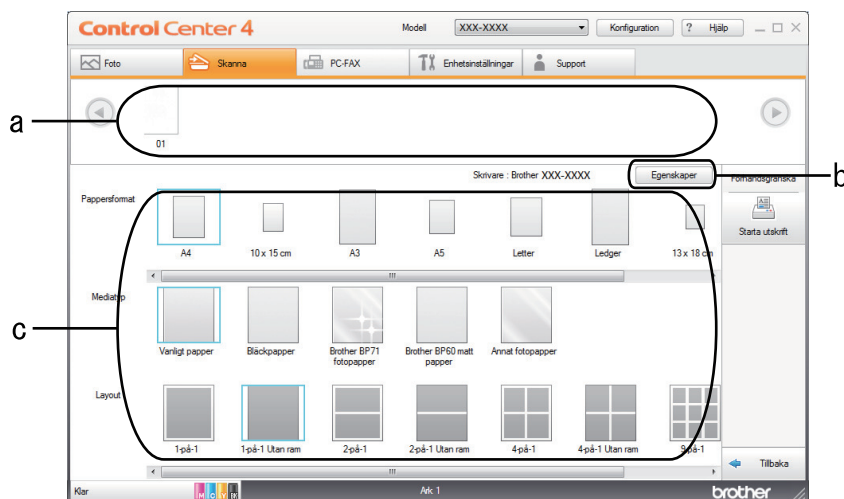 Control Center 4
Modell XXX-XXXX Konfiguration ? Hjälp
Foto Skanna PC-FAX Enhetsinställningar Support
a
01
Skrivare : Brother XXX-XXXX Egenskaper Förhandsgranska
b
Starta utskrift
Pappersformat
A4 10 x 15 cm A3 A5 Letter Ledger 13 x 18 cm
Mediatyp
c
Vanligt papper Bläckpapper Brother BP71 fotopapper Brother BP60 matt papper Annat fotopapper
Layout
1-på-1 1-på-1 Utan ram 2-på-1 2-på-1 Utan ram 4-på-1 4-på-1 Utan ram 9-på-1
Tillbaka
Klar M C Y BK Ark 1 brother